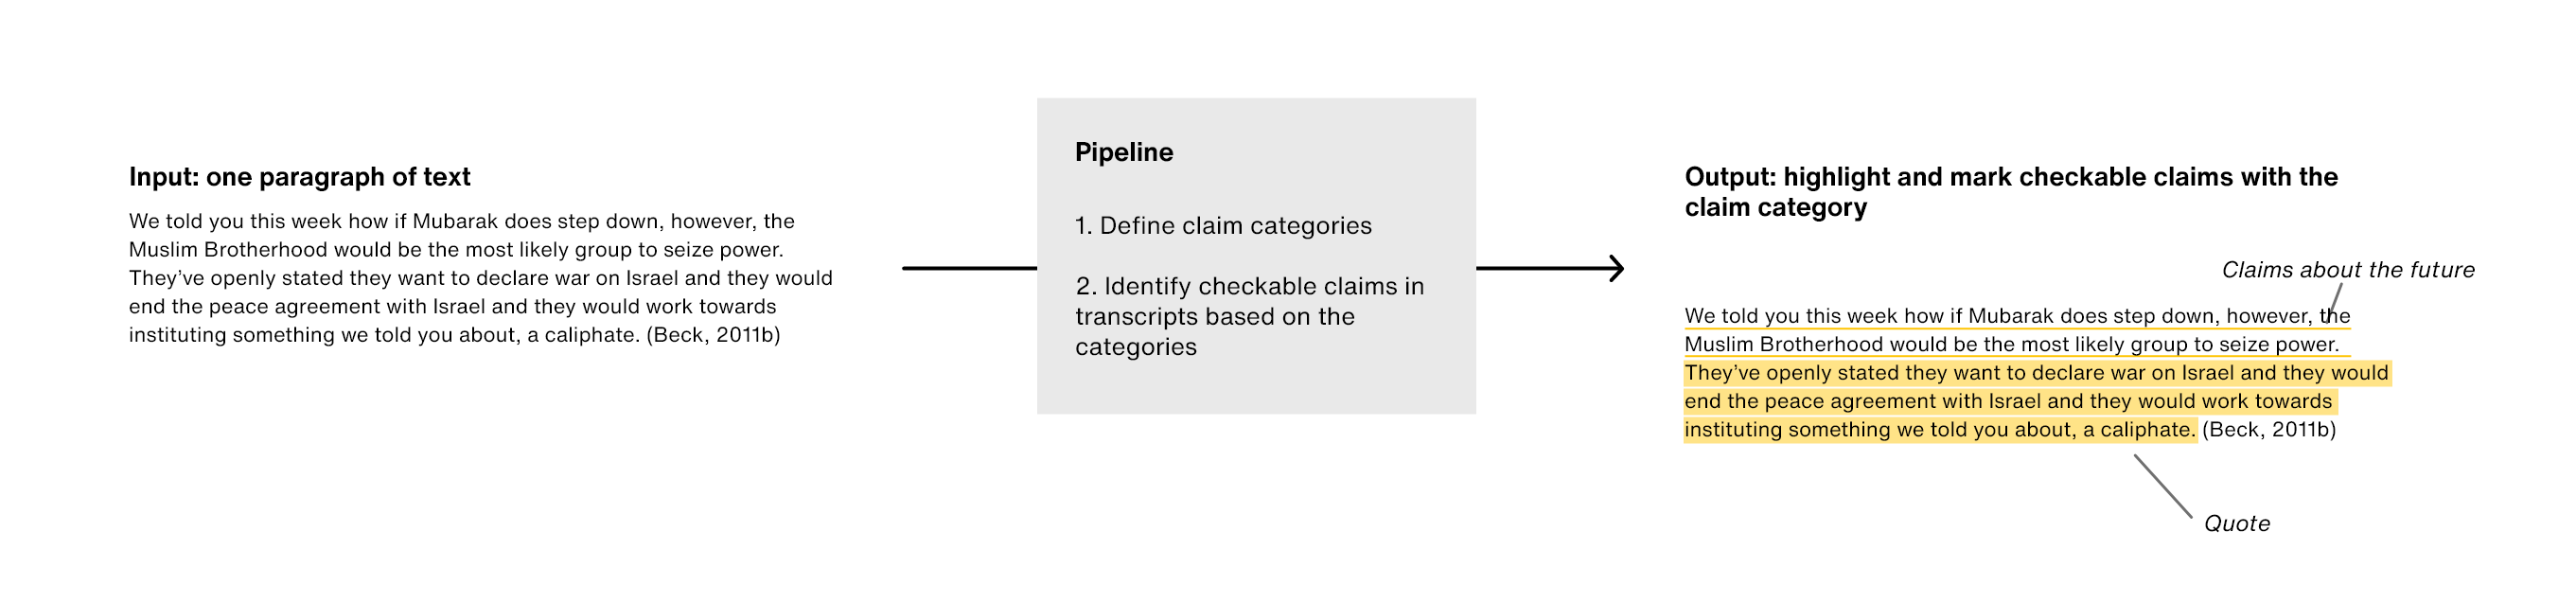 Input: one paragraph of text
We told you this week how if Mubarak does step down, however, the
Muslim Brotherhood would be the most likely group to seize power.
They’ve openly stated they want to declare war on Israel and they would
end the peace agreement with Israel and they would work towards
instituting something we told you about, a caliphate. (Beck, 2011b)
Pipeline
1. Define claim categories
2. Identify checkable claims in
transcripts based on the
categories
Output: highlight and mark checkable claims with the
claim category
Claims about the future
We told you this week how if Mubarak does step down, however, the
Muslim Brotherhood would be the most likely group to seize power.
They’ve openly stated they want to declare war on Israel and they would
end the peace agreement with Israel and they would work towards
instituting something we told you about, a caliphate. (Beck, 2011b)
Quote